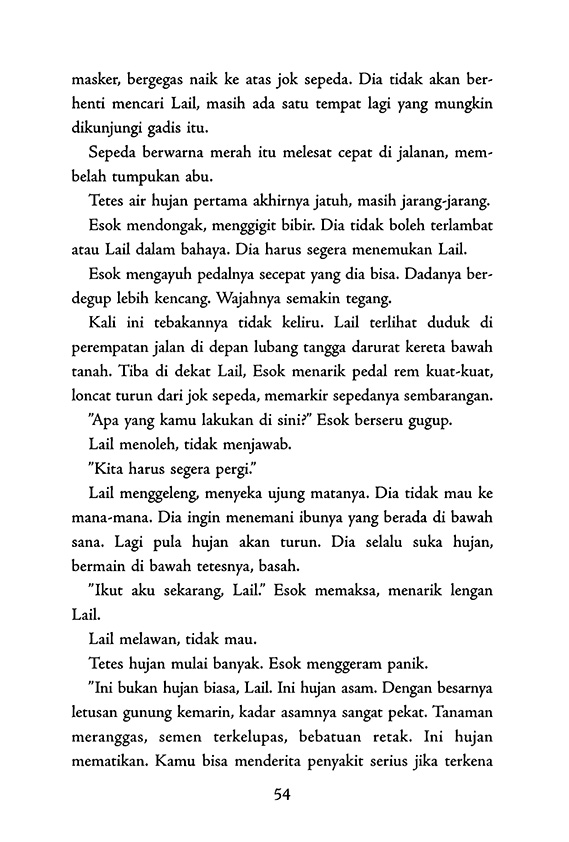 masker, bergegas naik ke atas jok sepeda. Dia tidak akan ber-
henti mencari Lail, masih ada satu tempat lagi yang mungkin
dikunjungi gadis itu.
Sepeda berwarna merah itu melesat cepat di jalanan, mem-
belah tumpukan abu.
Tetes air hujan pertama akhirnya jatuh, masih jarang-jarang.
Esok mendongak, menggigit bibir. Dia tidak boleh terlambat
atau Lail dalam bahaya. Dia harus segera menemukan Lail.
Esok mengayuh pedalnya secepat yang dia bisa. Dadanya ber-
degup lebih kencang. Wajahnya semakin tegang.
Kali ini tebakannya tidak keliru. Lail terlihat duduk di
perempatan jalan di depan lubang tangga darurat kereta bawah
tanah. Tiba di dekat Lail, Esok menarik pedal rem kuat-kuat,
loncat turun dari jok sepeda, memarkir sepedanya sembarangan.
”Apa yang kamu lakukan di sini?” Esok berseru gugup.
Lail menoleh, tidak menjawab.
”Kita harus segera pergi.”
Lail menggeleng, menyeka ujung matanya. Dia tidak mau ke
mana-mana. Dia ingin menemani ibunya yang berada di bawah
sana. Lagi pula hujan akan turun. Dia selalu suka hujan,
bermain di bawah tetesnya, basah.
”Ikut aku sekarang, Lail.” Esok memaksa, menarik lengan
Lail.
Lail melawan, tidak mau.
Tetes hujan mulai banyak. Esok menggeram panik.
”Ini bukan hujan biasa, Lail. Ini hujan asam. Dengan besarnya
letusan gunung kemarin, kadar asamnya sangat pekat. Tanaman
meranggas, semen terkelupas, bebatuan retak. Ini hujan
mematikan. Kamu bisa menderita penyakit serius jika terkena
54